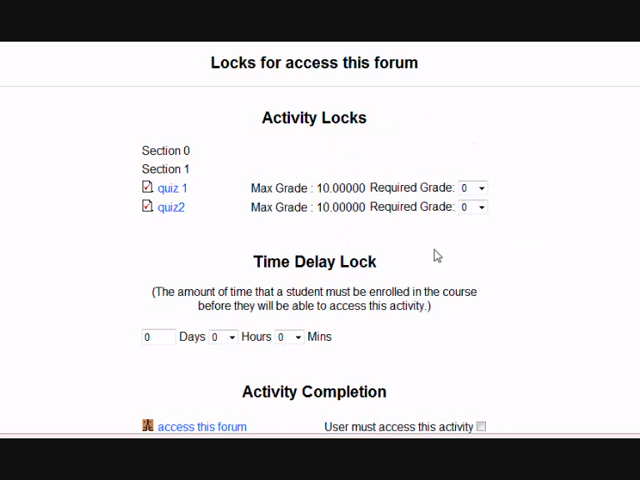 Locks for access this forum
Activity Locks
Section 0
Section 1
quiz 1 Max Grade : 10.00000 Required Grade: 0
quiz2 Max Grade : 10.00000 Required Grade: 0
Time Delay Lock
(The amount of time that a student must be enrolled in the course
before they will be able to access this activity.)
0 Days 0 Hours 0 Mins
Activity Completion
access this forum User must access this activity